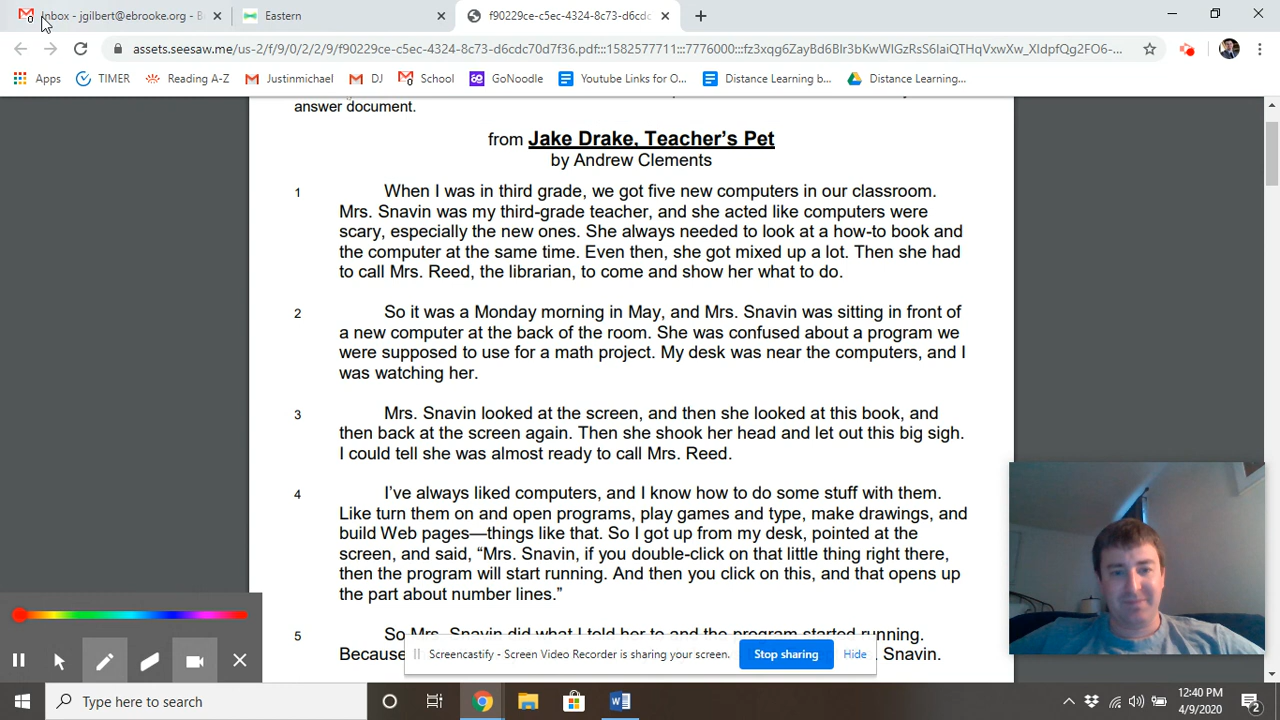 Inbox - jgilbert@ebrooke.org - B
Eastern
f90229ce-c5ec-4324-8c73-d6cdc
assets.seesaw.me/us-2/f/9/0/2/2/9/f90229ce-c5ec-4324-8c73-d6cdc70d7f36.pdf:::1582577711:::7776000:::fz3xqg6ZayBd6Blr3bKwWlGzRsS6IaiQTHqVxwXw_XIdpfQg2FO6-...
Apps
TIMER
Reading A-Z
Justinmichael
DJ
School
GoNoodle
Youtube Links for O...
Distance Learning b...
Distance Learning...
answer document.
from Jake Drake, Teacher's Pet
by Andrew Clements
1 When I was in third grade, we got five new computers in our classroom.
Mrs. Snavin was my third-grade teacher, and she acted like computers were
scary, especially the new ones. She always needed to look at a how-to book and
the computer at the same time. Even then, she got mixed up a lot. Then she had
to call Mrs. Reed, the librarian, to come and show her what to do.
2 So it was a Monday morning in May, and Mrs. Snavin was sitting in front of
a new computer at the back of the room. She was confused about a program we
were supposed to use for a math project. My desk was near the computers, and I
was watching her.
3 Mrs. Snavin looked at the screen, and then she looked at this book, and
then back at the screen again. Then she shook her head and let out this big sigh.
I could tell she was almost ready to call Mrs. Reed.
4 I've always liked computers, and I know how to do some stuff with them.
Like turn them on and open programs, play games and type, make drawings, and
build Web pages—things like that. So I got up from my desk, pointed at the
screen, and said, "Mrs. Snavin, if you double-click on that little thing right there,
then the program will start running. And then you click on this, and that opens up
the part about number lines."
5 So Mrs. Snavin did what I told her to and the program started running.
Because
Snavin.
Screencastify - Screen Video Recorder is sharing your screen.
Stop sharing
Hide
Type here to search
12:40 PM
4/9/2020
2